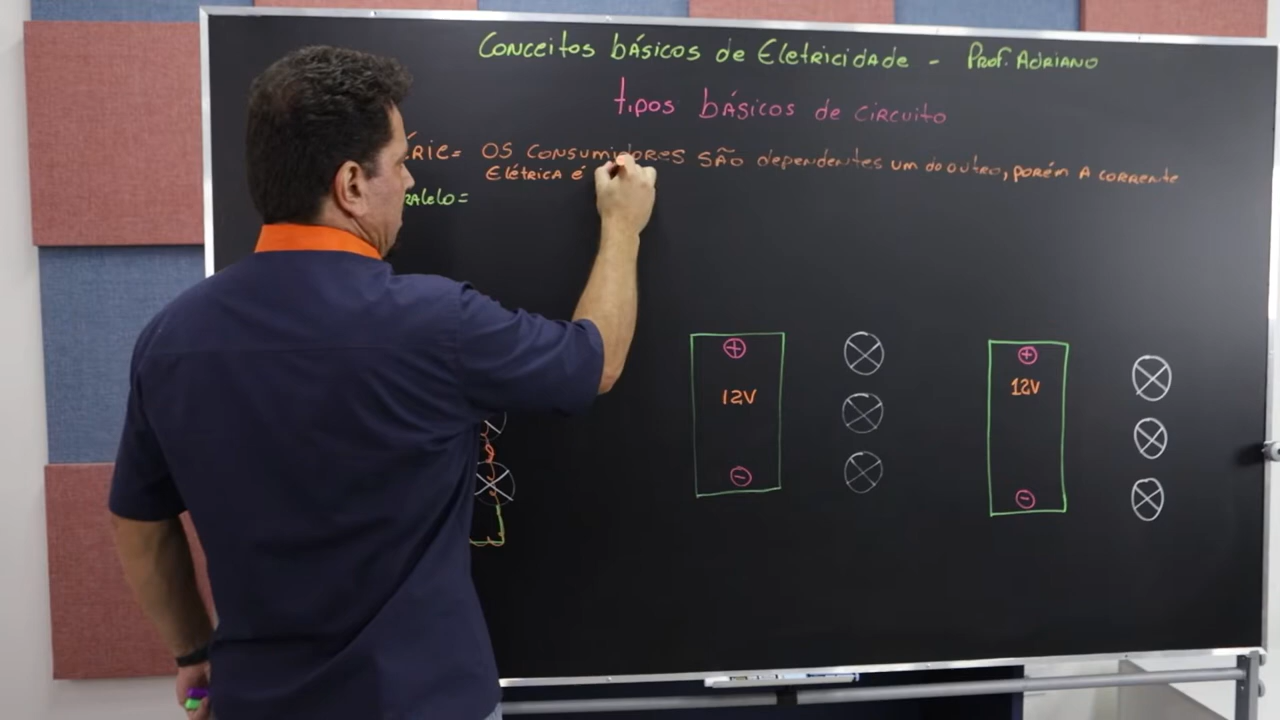 Conceitos básicos de Eletricidade - Prof. Adriano
tipos básicos de circuito
ÉRIE= OS CONSUMIDORES SÃO dependentes um do outro, porém A CORRENTE
ELÉTRICA É
RALELO=
+
12V
-
+
12V
-